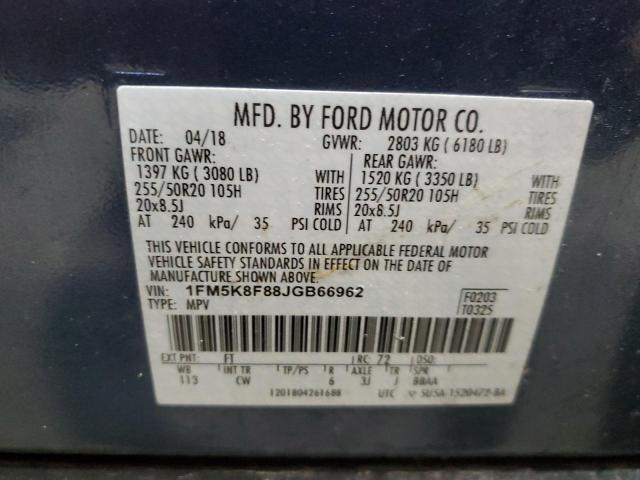 MFD. BY FORD MOTOR CO.
DATE: 04/18 GVWR: 2803 KG ( 6180 LB)
FRONT GAWR: REAR GAWR:
1397 KG ( 3080 LB) WITH 1520 KG ( 3350 LB) WITH
255/50R20 105H TIRES 255/50R20 105H TIRES
20x8.5J RIMS 20x8.5J RIMS
AT 240 kPa/ 35 PSI COLD AT 240 kPa/ 35 PSI COLD
THIS VEHICLE CONFORMS TO ALL APPLICABLE FEDERAL MOTOR
VEHICLE SAFETY STANDARDS IN EFFECT ON THE DATE OF
MANUFACTURE SHOWN ABOVE.
VIN: 1FM5K8F88JGB66962 F0203
TYPE: MPV T0325
EXT PNT: FT RC: 72 DSO:
WB INT TR TP/PS R AXLE TR SPR
113 CW 6 3J J BBAA
1201804261688 UTC 5USA-1520472-BA